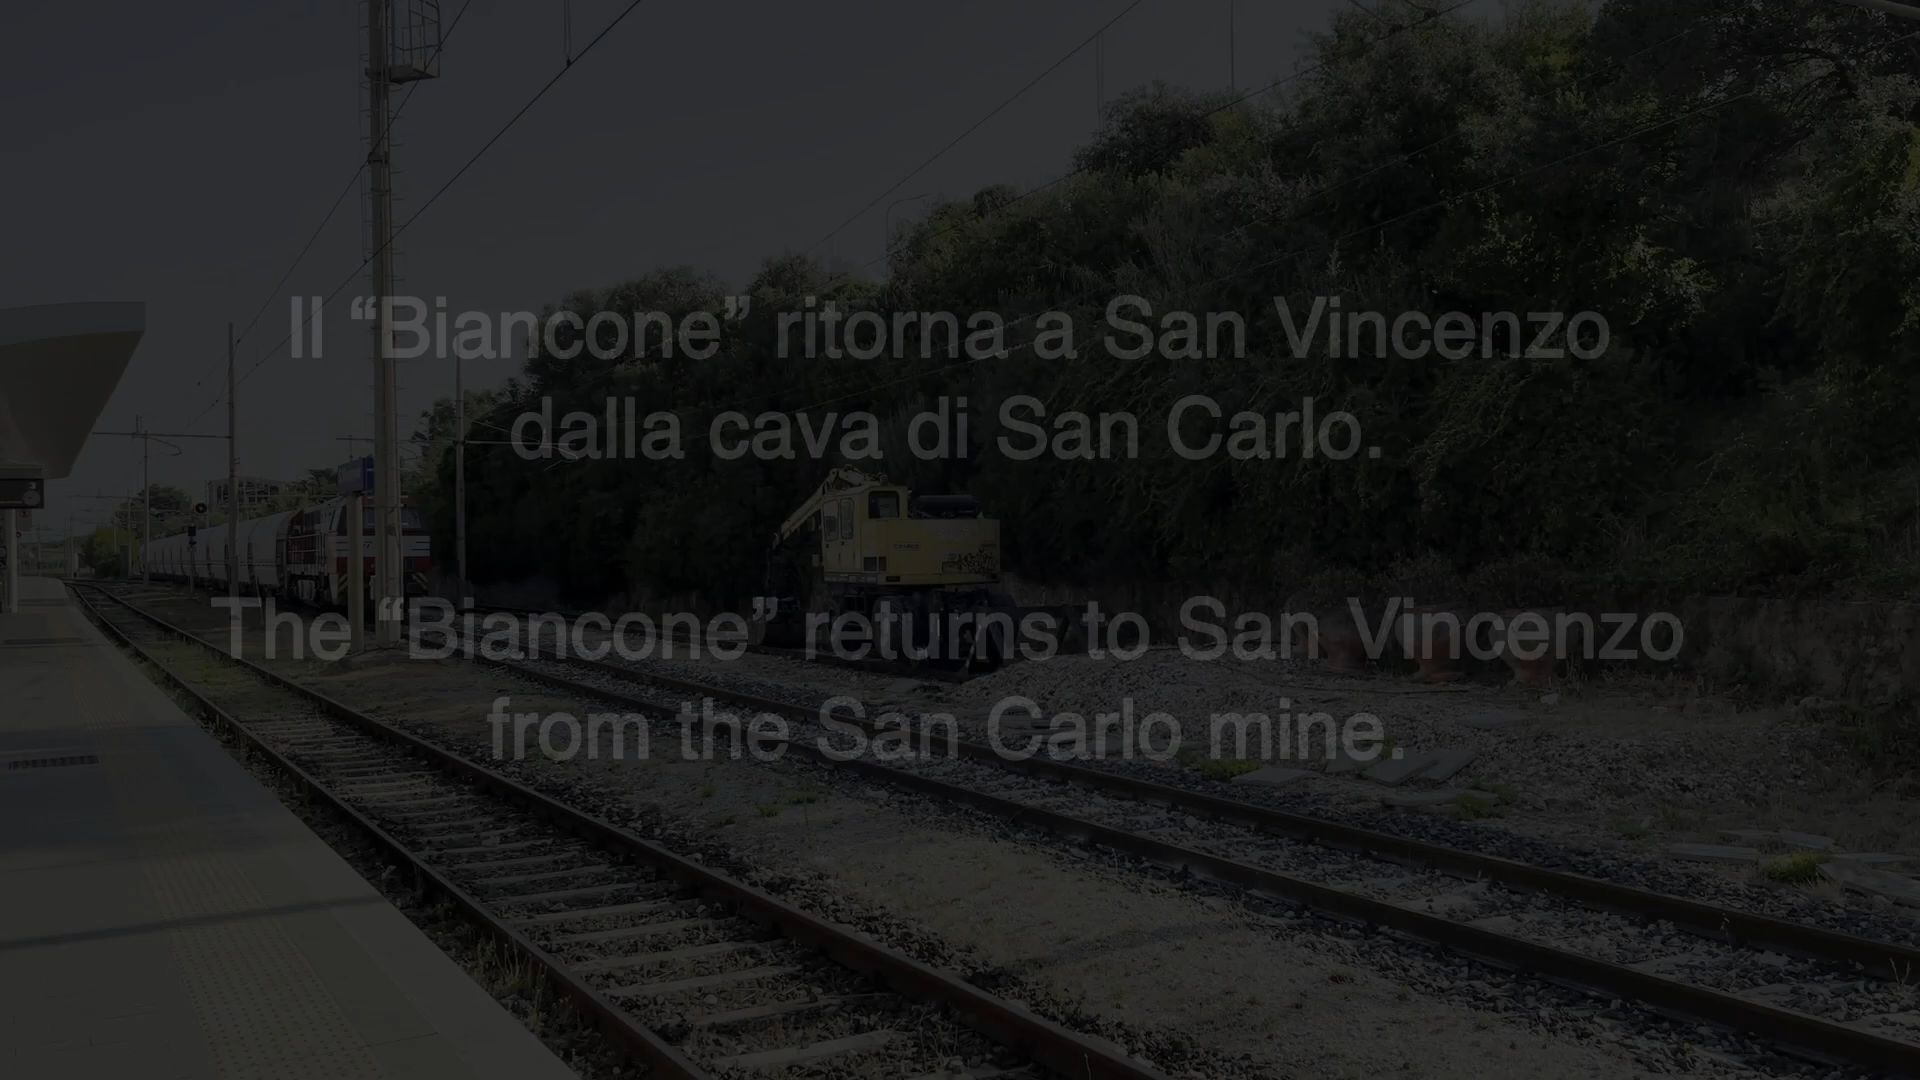 Il “Biancone” ritorna a San Vincenzo
dalla cava di San Carlo.
The “Biancone” returns to San Vincenzo
from the San Carlo mine.